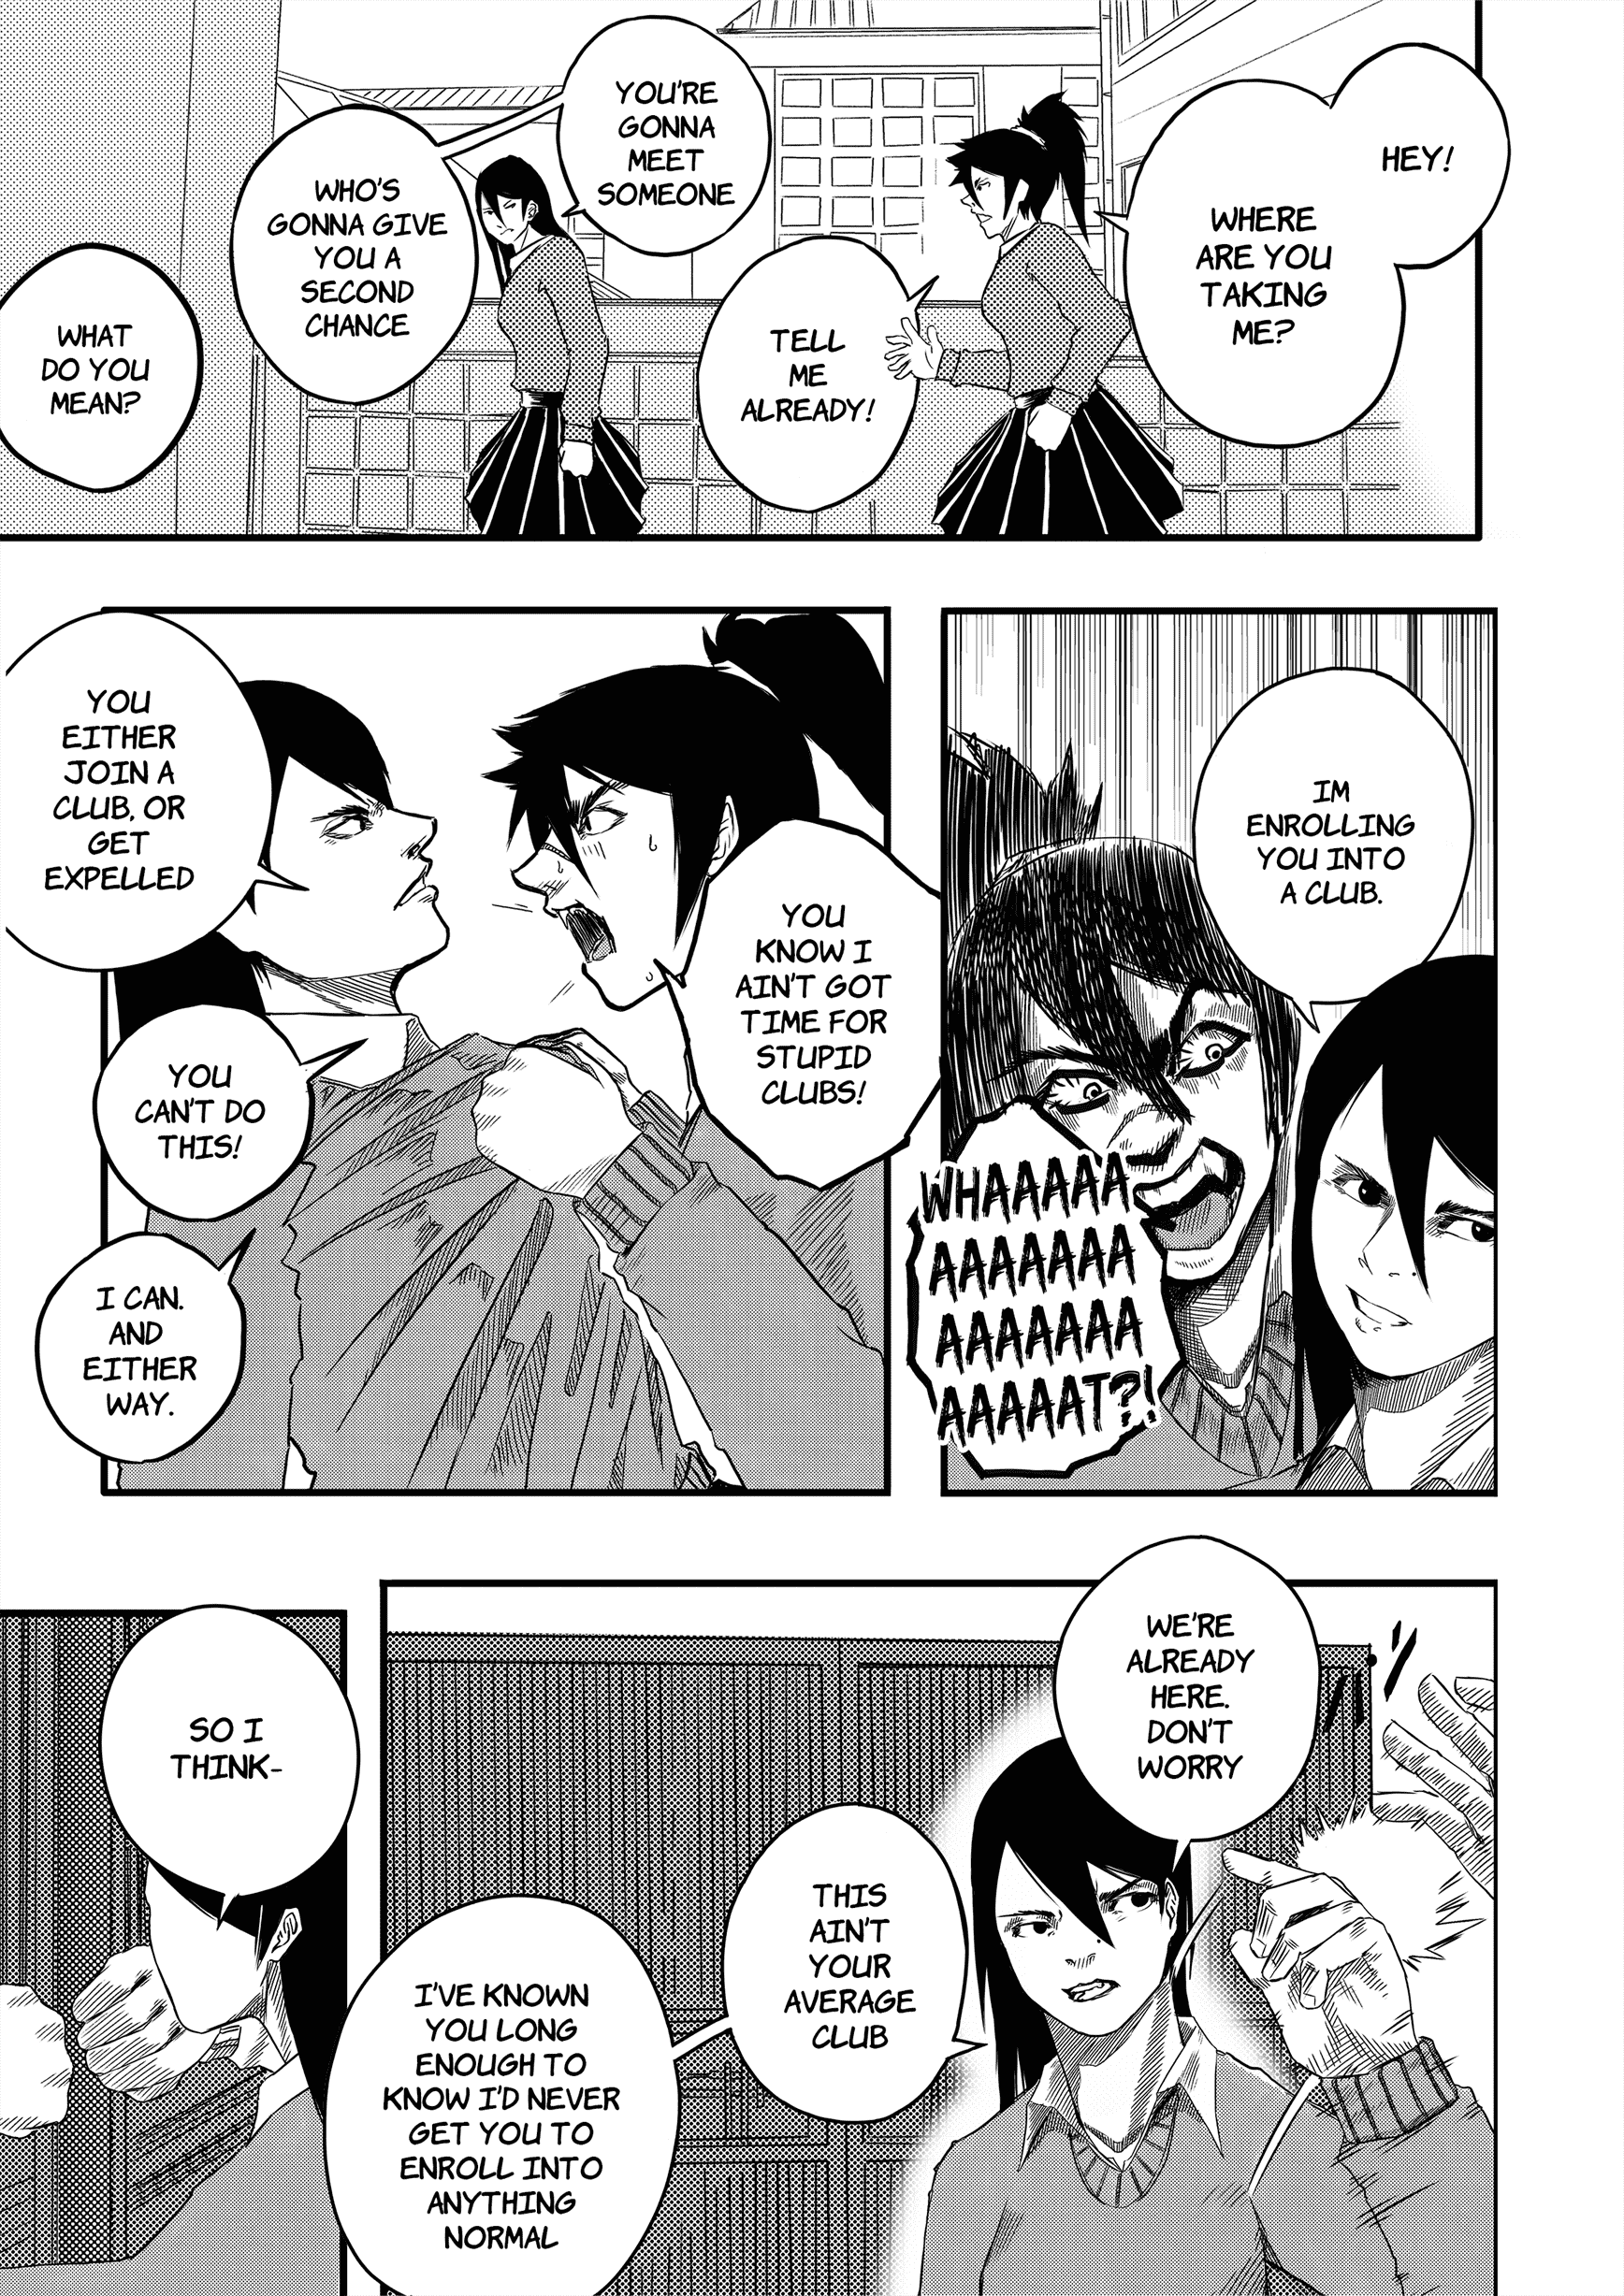 HEY!
WHERE
ARE YOU
TAKING
ME?
TELL
ME
ALREADY!
YOU'RE
GONNA
MEET
SOMEONE
WHO'S
GONNA GIVE
YOU A
SECOND
CHANCE
WHAT
DO YOU
MEAN?
IM
ENROLLING
YOU INTO
A CLUB.
WHAAAAA
AAAAAAA
AAAAAAA
AAAAAT?!
YOU
KNOW I
AIN'T GOT
TIME FOR
STUPID
CLUBS!
YOU
EITHER
JOIN A
CLUB, OR
GET
EXPELLED
YOU
CAN'T DO
THIS!
I CAN.
AND
EITHER
WAY.
WE'RE
ALREADY
HERE.
DON'T
WORRY
パッ
THIS
AIN'T
YOUR
AVERAGE
CLUB
I'VE KNOWN
YOU LONG
ENOUGH TO
KNOW I'D NEVER
GET YOU TO
ENROLL INTO
ANYTHING
NORMAL
SO I
THINK-